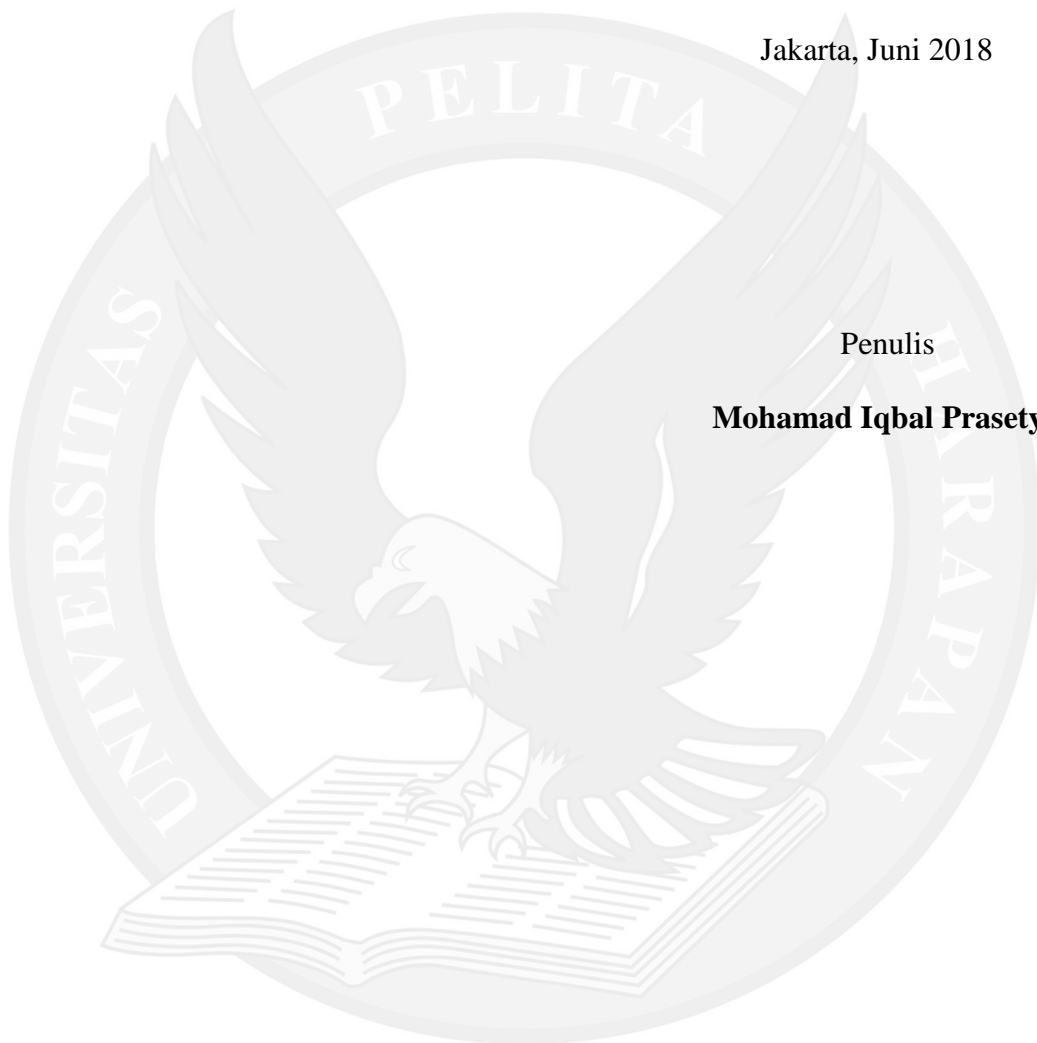 Jakarta, Juni 2018
PELITA
UNIVERSITAS
HARAPAN
Penulis
Mohamad Iqbal Prasety